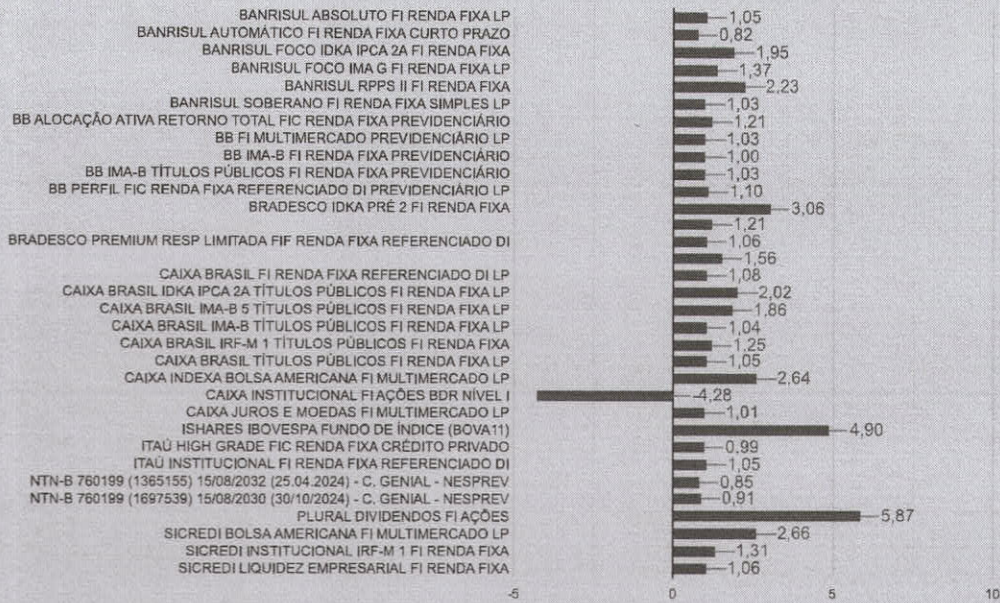 BANRISUL ABSOLUTO FI RENDA FIXA LP 1,05
BANRISUL AUTOMÁTICO FI RENDA FIXA CURTO PRAZO 0,82
BANRISUL FOCO IDKA IPCA 2A FI RENDA FIXA 1,95
BANRISUL FOCO IMA G FI RENDA FIXA LP 1,37
BANRISUL RPPS II FI RENDA FIXA 2,23
BANRISUL SOBERANO FI RENDA FIXA SIMPLES LP 1,03
BB ALOCAÇÃO ATIVA RETORNO TOTAL FIC RENDA FIXA PREVIDENCIÁRIO 1,21
BB FI MULTIMERCADO PREVIDENCIÁRIO LP 1,03
BB IMA-B FI RENDA FIXA PREVIDENCIÁRIO 1,00
BB IMA-B TÍTULOS PÚBLICOS FI RENDA FIXA PREVIDENCIÁRIO 1,03
BB PERFIL FIC RENDA FIXA REFERENCIADO DI PREVIDENCIÁRIO LP 1,10
BRADESCO IDKA PRÉ 2 FI RENDA FIXA 3,06
1,21
BRADESCO PREMIUM RESP LIMITADA FIF RENDA FIXA REFERENCIADO DI 1,06
1,56
CAIXA BRASIL FI RENDA FIXA REFERENCIADO DI LP 1,08
CAIXA BRASIL IDKA IPCA 2A TÍTULOS PÚBLICOS FI RENDA FIXA LP 2,02
CAIXA BRASIL IMA-B 5 TÍTULOS PÚBLICOS FI RENDA FIXA LP 1,86
CAIXA BRASIL IMA-B TÍTULOS PÚBLICOS FI RENDA FIXA LP 1,04
CAIXA BRASIL IRF-M 1 TÍTULOS PÚBLICOS FI RENDA FIXA 1,25
CAIXA BRASIL TÍTULOS PÚBLICOS FI RENDA FIXA LP 1,05
CAIXA INDEXA BOLSA AMERICANA FI MULTIMERCADO LP 2,64
CAIXA INSTITUCIONAL FI AÇÕES BDR NÍVEL I -4,28
CAIXA JUROS E MOEDAS FI MULTIMERCADO LP 1,01
ISHARES IBOVESPA FUNDO DE ÍNDICE (BOVA11) 4,90
ITAÚ HIGH GRADE FIC RENDA FIXA CRÉDITO PRIVADO 0,99
ITAÚ INSTITUCIONAL FI RENDA FIXA REFERENCIADO DI 1,05
NTN-B 760199 (1365155) 15/08/2032 (25.04.2024) - C. GENIAL - NESPREV 0,85
NTN-B 760199 (1697539) 15/08/2030 (30/10/2024) - C. GENIAL - NESPREV 0,91
PLURAL DIVIDENDOS FI AÇÕES 5,87
SICREDI BOLSA AMERICANA FI MULTIMERCADO LP 2,66
SICREDI INSTITUCIONAL IRF-M 1 FI RENDA FIXA 1,31
SICREDI LIQUIDEZ EMPRESARIAL FI RENDA FIXA 1,06
-5 0 5 10